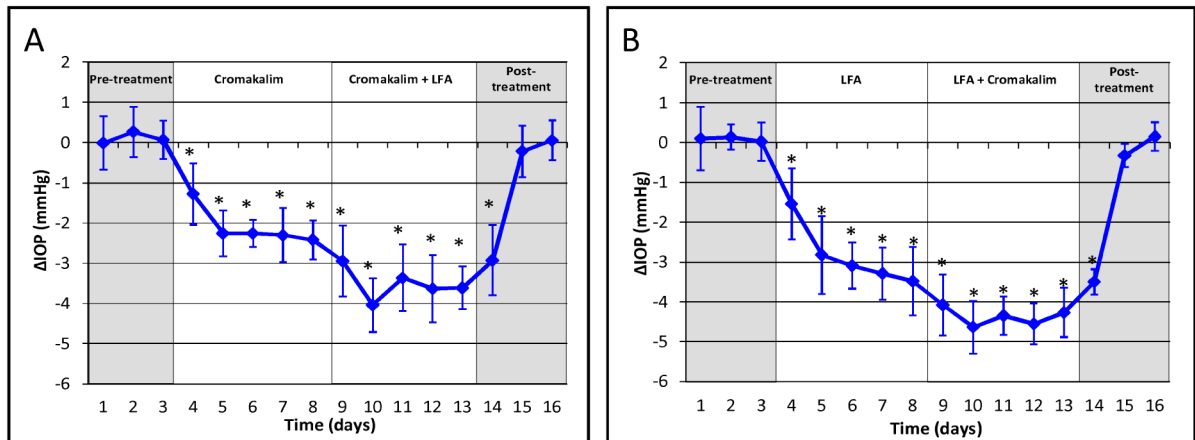 A
Pre-treatment Cromakalim Cromakalim + LFA Post-
treatment
2
1
0
-1
-2
-3
-4
-5
-6
ΔIOP (mmHg)
* * * * * * * * * * *
1 2 3 4 5 6 7 8 9 10 11 12 13 14 15 16
Time (days)
B
Pre-treatment LFA LFA + Cromakalim Post-
treatment
2
1
0
-1
-2
-3
-4
-5
-6
ΔIOP (mmHg)
* * * * * * * * * * *
1 2 3 4 5 6 7 8 9 10 11 12 13 14 15 16
Time (days)